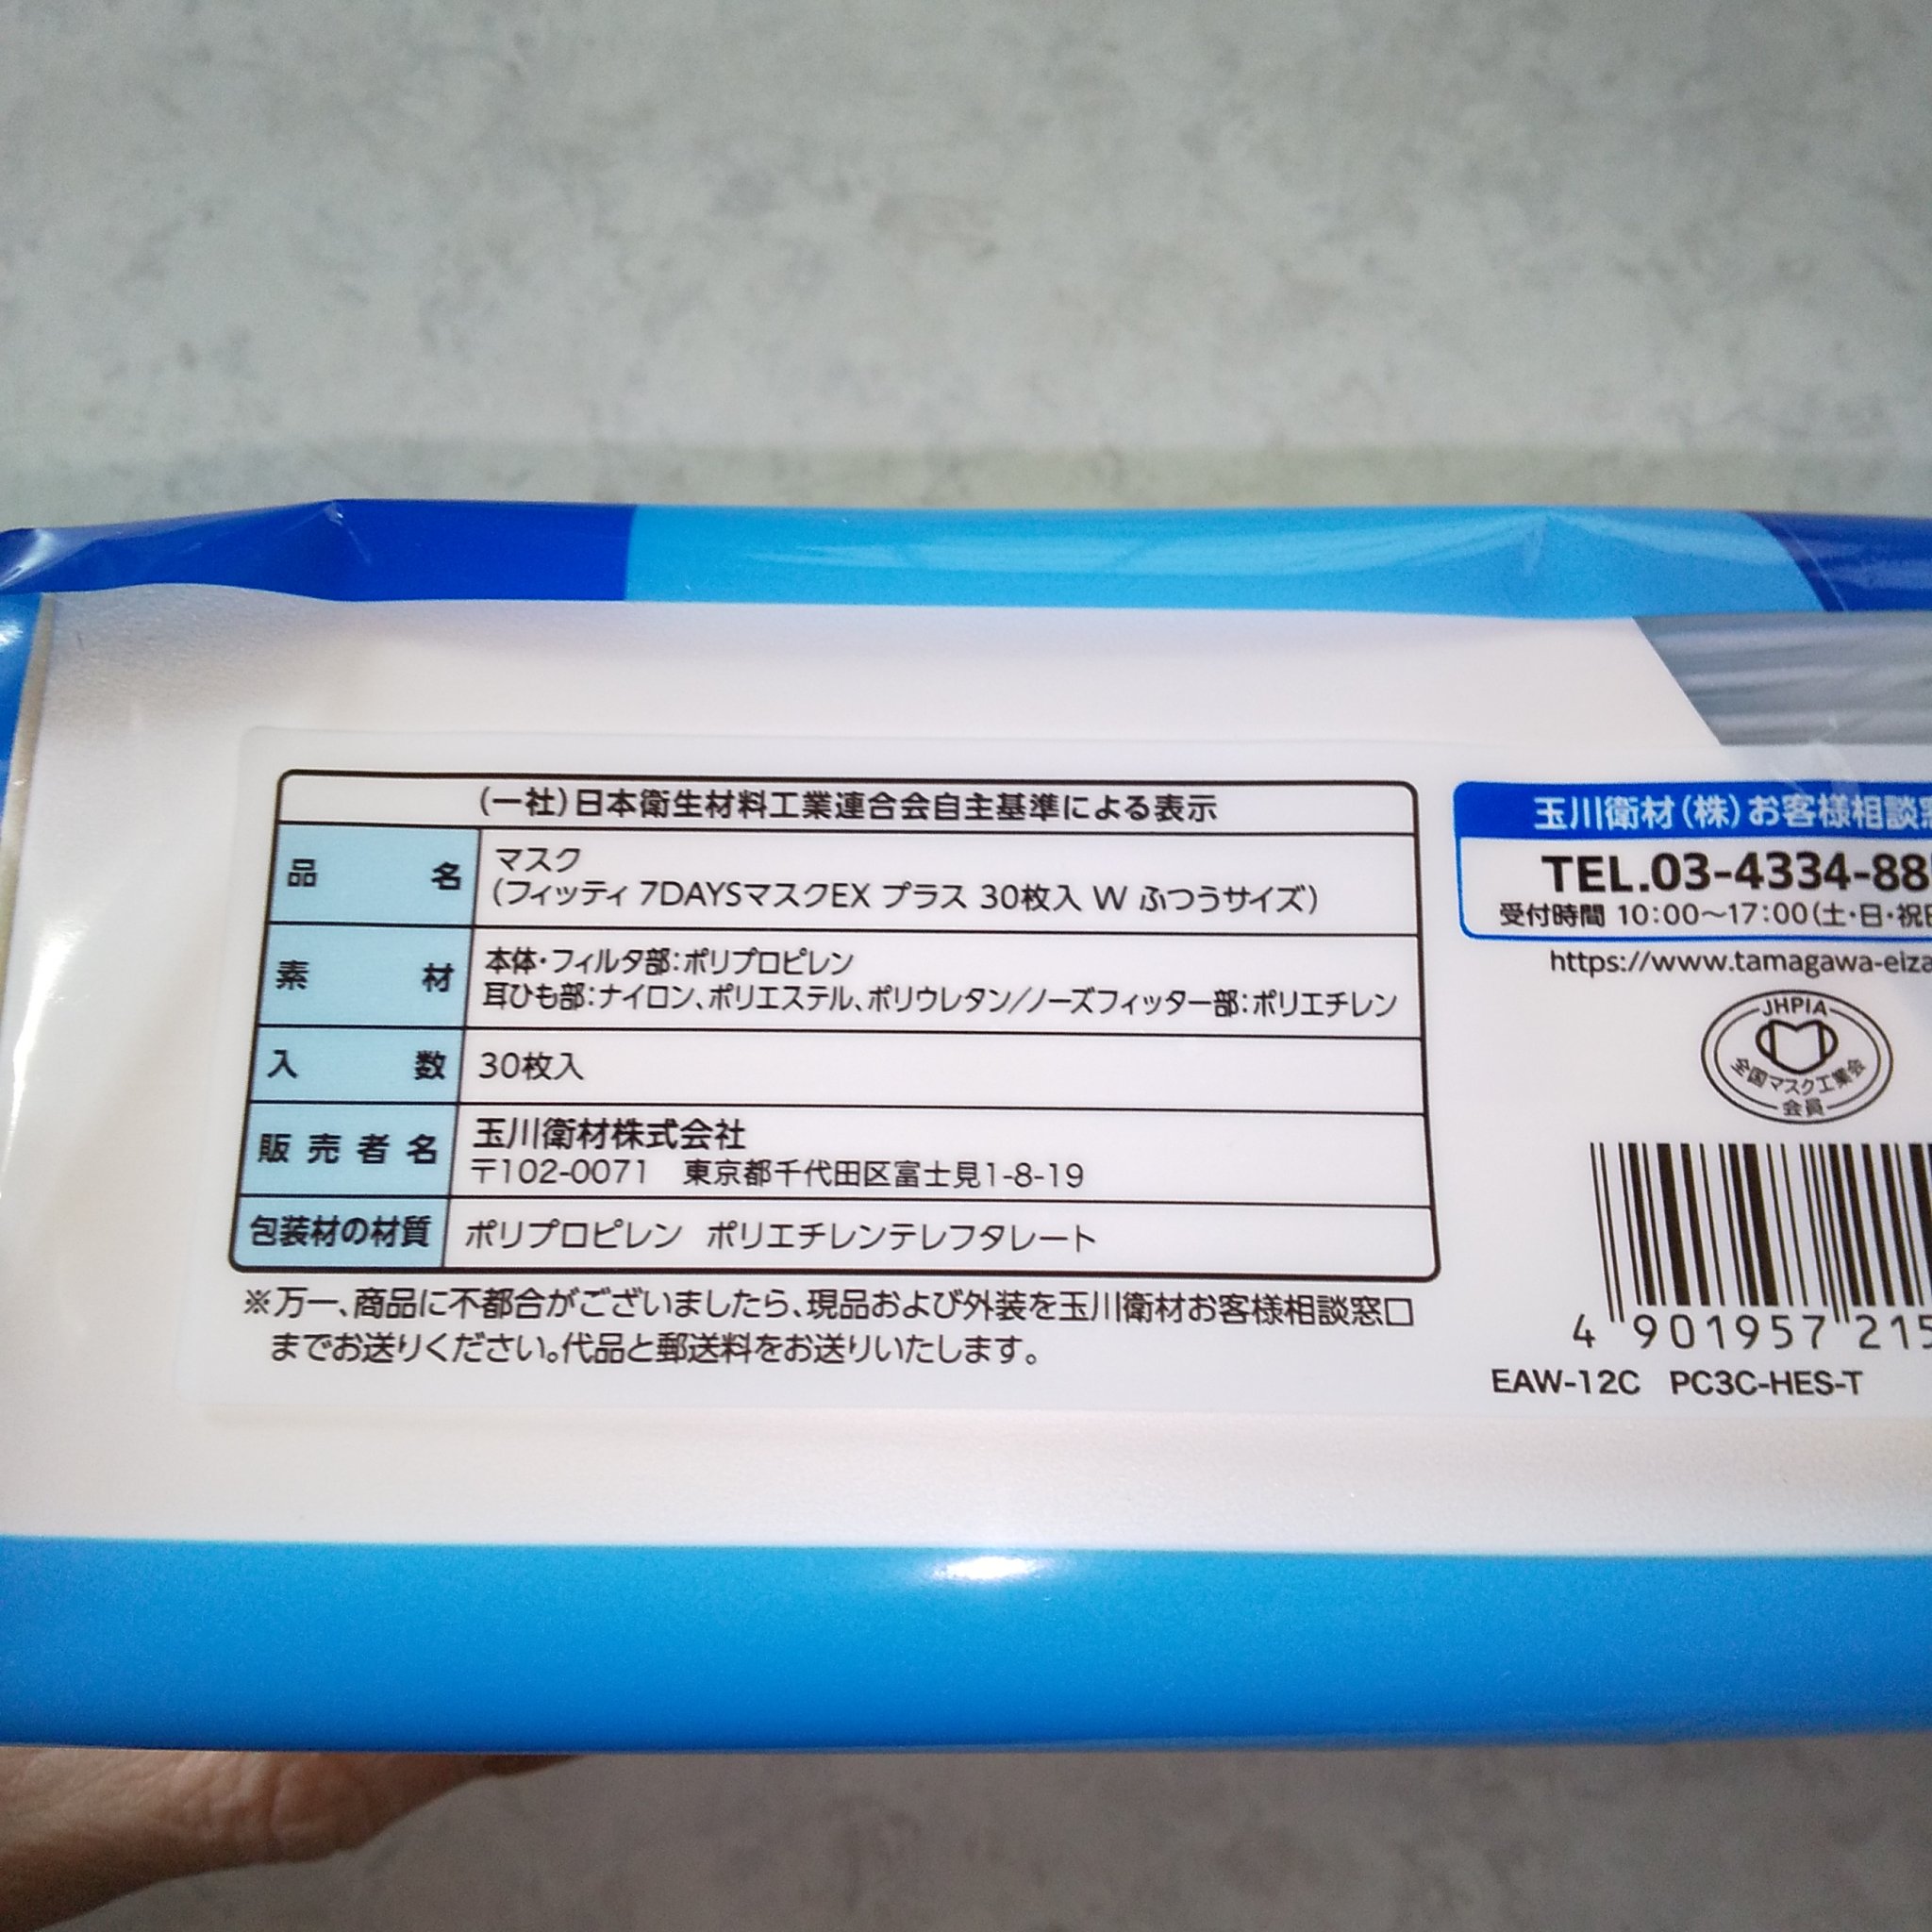 (一社)日本衛生材料工業連合会自主基準による表示
品名
マスク
(フィッティ 7DAYSマスクEX プラス 30枚入 W ふつうサイズ)
素材
本体・フィルタ部:ポリプロピレン
耳ひも部:ナイロン、ポリエステル、ポリウレタン/ノーズフィッター部:ポリエチレン
入数
30枚入
販売者名
玉川衛材株式会社
〒102-0071 東京都千代田区富士見1-8-19
包装材の材質
ポリプロピレン ポリエチレンテレフタレート
※万一、商品に不都合がございましたら、現品および外装を玉川衛材お客様相談窓口
までお送りください。代品と郵送料をお送りいたします。
玉川衛材(株)お客様相談
TEL.03-4334-88
受付時間 10:00〜17:00(土・日・祝
https://www.tamagawa-eiza
JHPIA
全国マスク工業会
会員
4 901957 215
EAW-12C PC3C-HES-T